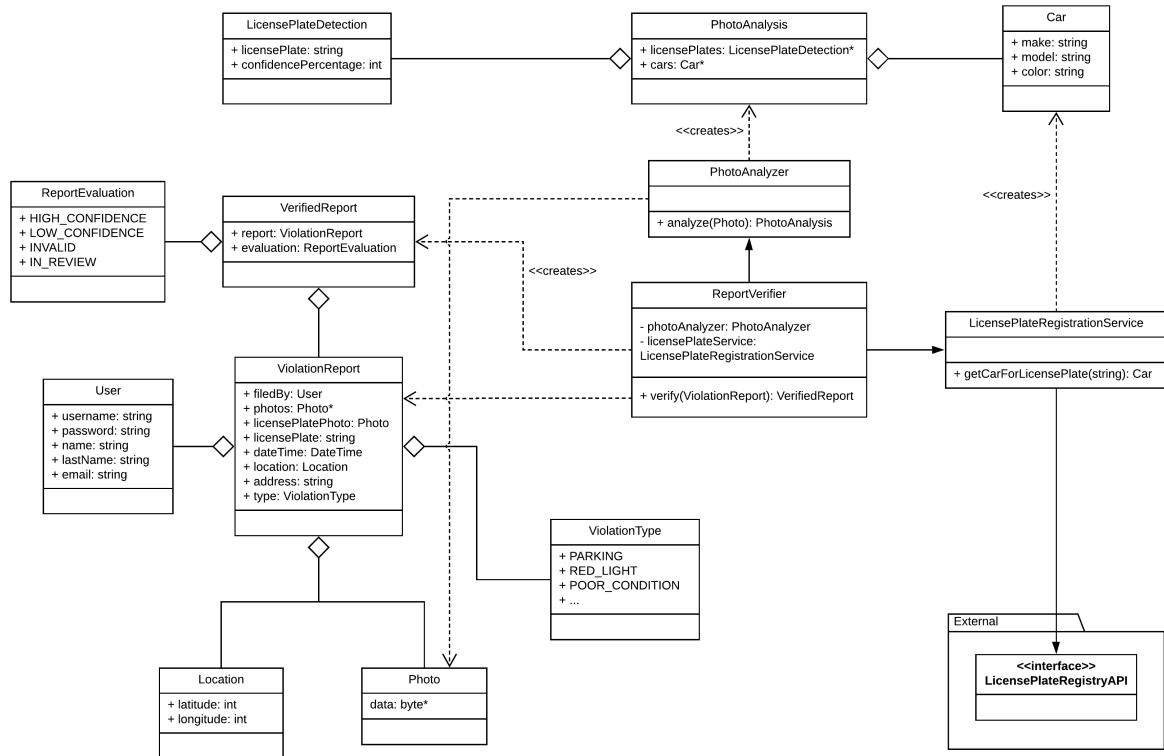 LicensePlateDetection
+ licensePlate: string
+ confidencePercentage: int
PhotoAnalysis
+ licensePlates: LicensePlateDetection*
+ cars: Car*
Car
+ make: string
+ model: string
+ color: string
<<creates>>
<<creates>>
PhotoAnalyzer
+ analyze(Photo): PhotoAnalysis
ReportEvaluation
+ HIGH_CONFIDENCE
+ LOW_CONFIDENCE
+ INVALID
+ IN_REVIEW
VerifiedReport
+ report: ViolationReport
+ evaluation: ReportEvaluation
<<creates>>
ReportVerifier
- photoAnalyzer: PhotoAnalyzer
- licensePlateService:
LicensePlateRegistrationService
+ verify(ViolationReport): VerifiedReport
LicensePlateRegistrationService
+ getCarForLicensePlate(string): Car
User
+ username: string
+ password: string
+ name: string
+ lastName: string
+ email: string
ViolationReport
+ filedBy: User
+ photos: Photo*
+ licensePlatePhoto: Photo
+ licensePlate: string
+ dateTime: DateTime
+ location: Location
+ address: string
+ type: ViolationType
ViolationType
+ PARKING
+ RED_LIGHT
+ POOR_CONDITION
+ ...
Location
+ latitude: int
+ longitude: int
Photo
data: byte*
External
<<interface>>
LicensePlateRegistryAPI